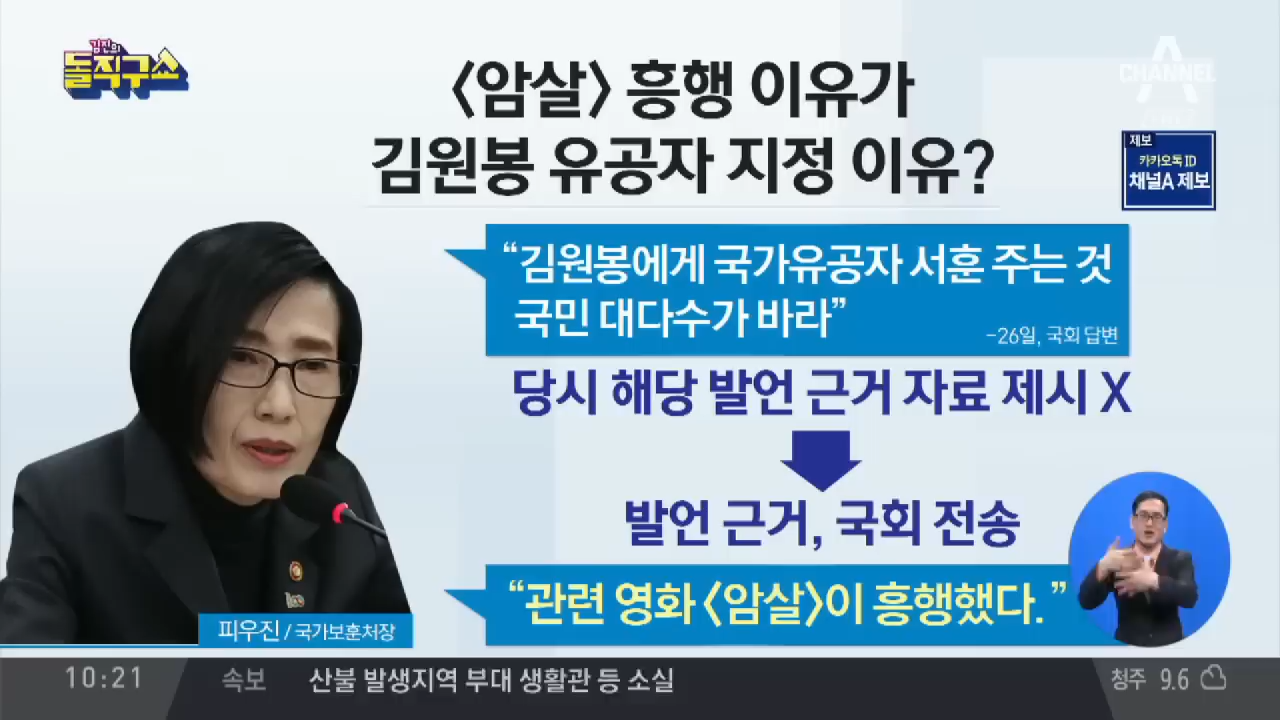 김진의
돌직구쇼
CHANNEL A
제보
카카오톡 ID
채널A 제보
〈암살〉 흥행 이유가
김원봉 유공자 지정 이유?
“김원봉에게 국가유공자 서훈 주는 것
국민 대다수가 바라”
-26일, 국회 답변
당시 해당 발언 근거 자료 제시 X
발언 근거, 국회 전송
“관련 영화 〈암살〉이 흥행했다.”
피우진 / 국가보훈처장
10:21 속보 산불 발생지역 부대 생활관 등 소실 청주 9.6